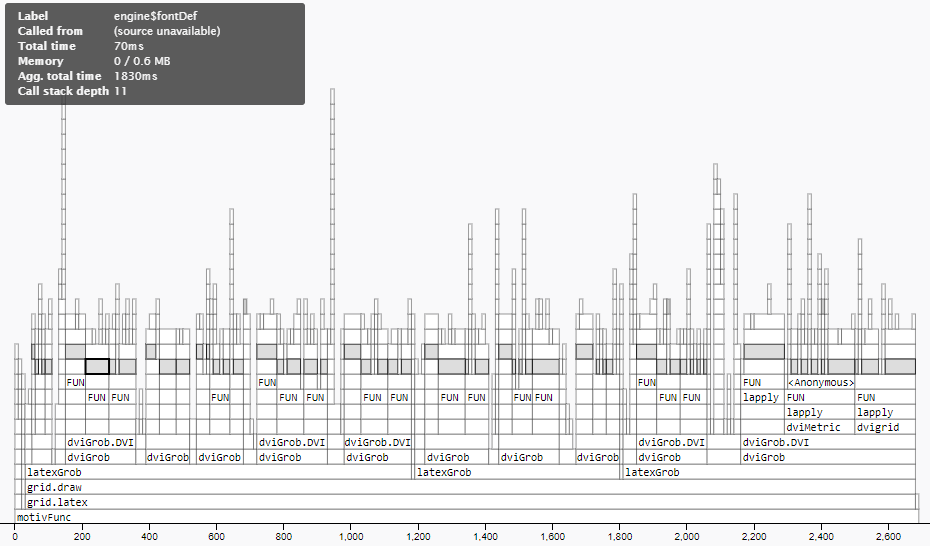 Label engine$fontDef
Called from (source unavailable)
Total time 70ms
Memory 0 / 0.6 MB
Agg. total time 1830ms
Call stack depth 11
FUN FUN FUN FUN <Anonymous>
FUN FUN FUN FUN FUN FUN FUN FUN FUN FUN FUN FUN FUN FUN lapply FUN FUN
lapply lapply
dviMetric dvigrid
dviGrob.DVI dviGrob.DVI dviGrob.DVI dviGrob.DVI dviGrob.DVI
dviGrob dviGrob dviGrob dviGrob dviGrob dviGrob dviGrob dviGrob dviGrob dviGrob
latexGrob latexGrob latexGrob
grid.draw
grid.latex
motivFunc
0 200 400 600 800 1,000 1,200 1,400 1,600 1,800 2,000 2,200 2,400 2,600